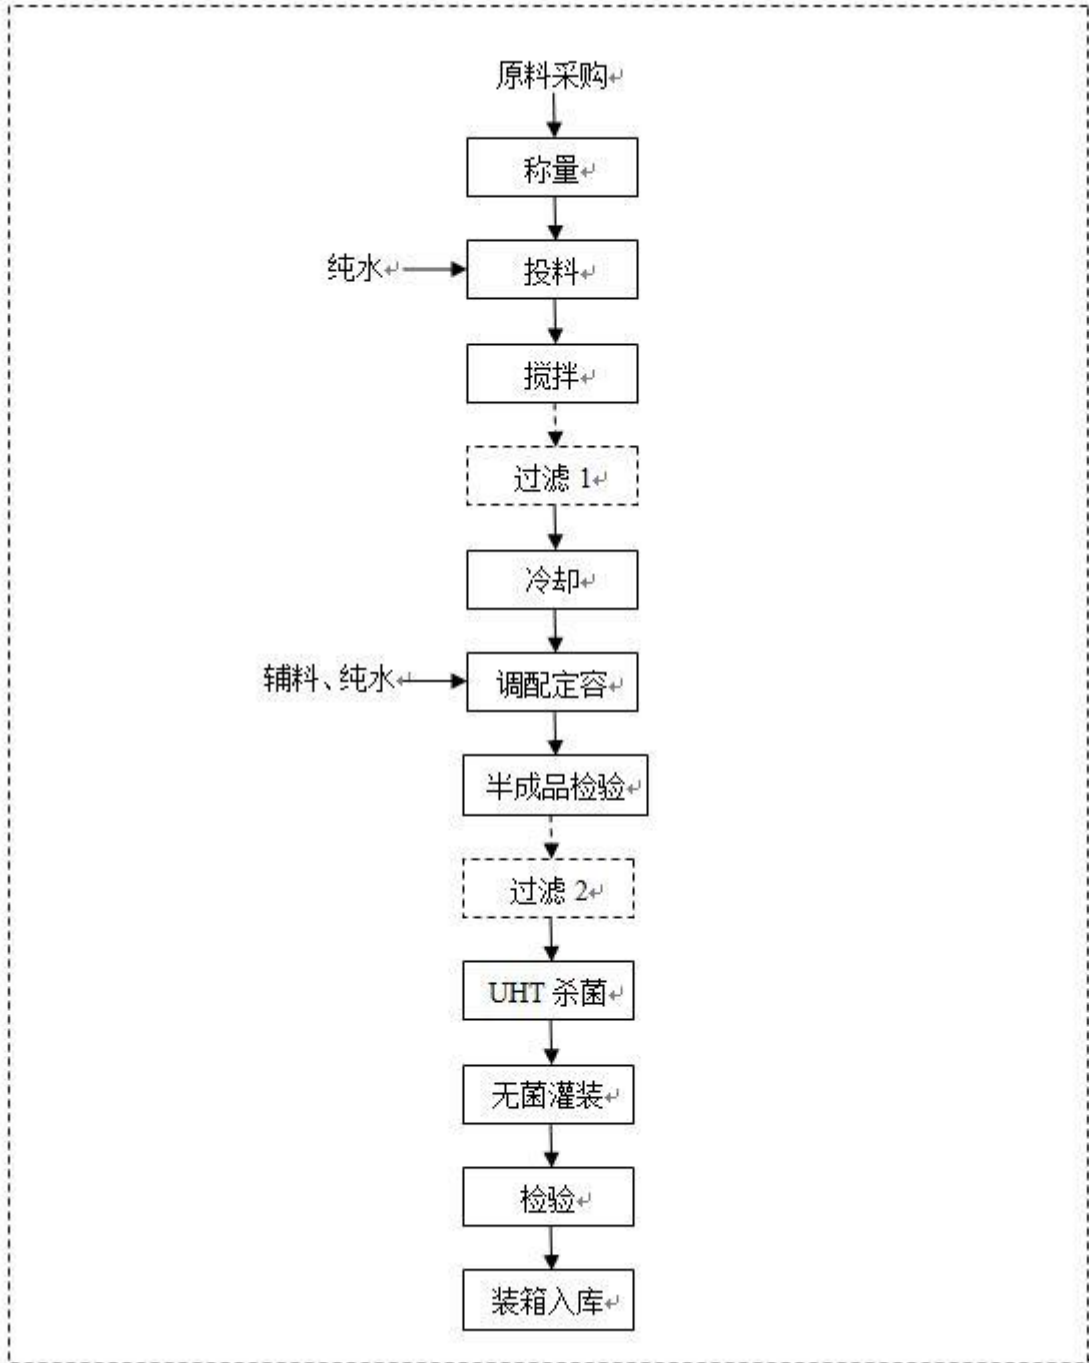 原料采购↵
称量↵
纯水↵
投料↵
搅拌↵
过滤 1↵
冷却↵
辅料、纯水↵
调配定容↵
半成品检验↵
过滤 2↵
UHT 杀菌↵
无菌灌装↵
检验↵
装箱入库↵